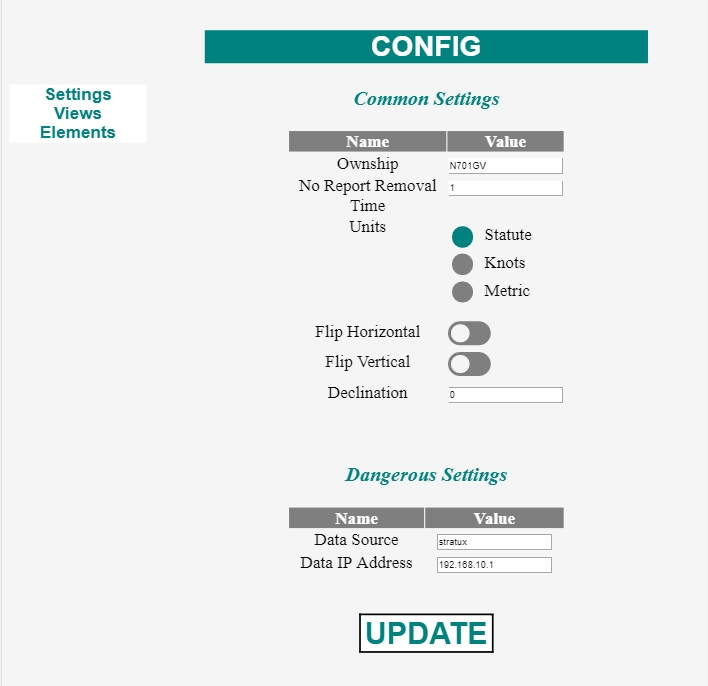 CONFIG
Settings
Views
Elements
Common Settings
Name Value
Ownship N701GV
No Report Removal 1
Time
Units
Statute
Knots
Metric
Flip Horizontal
Flip Vertical
Declination 0
Dangerous Settings
Name Value
Data Source stratux
Data IP Address 192.168.10.1
UPDATE